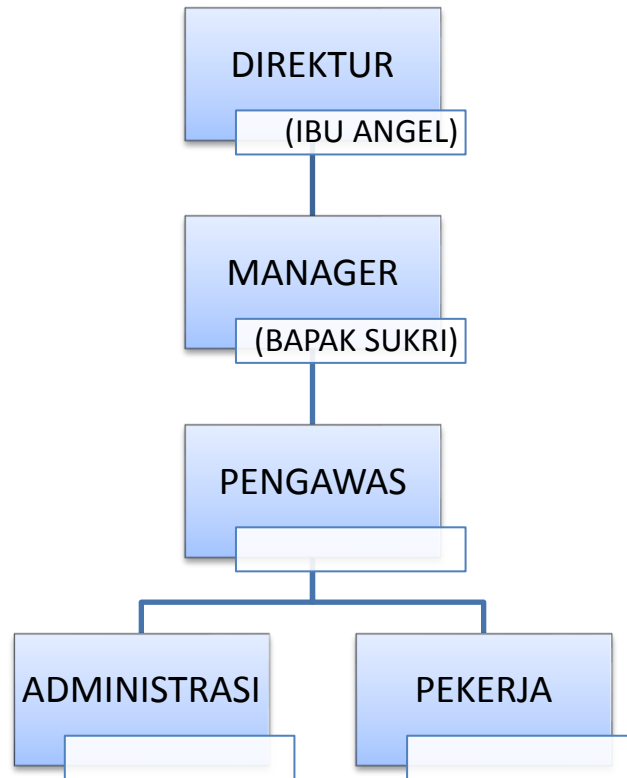 DIREKTUR
(IBU ANGEL)
MANAGER
(BAPAK SUKRI)
PENGAWAS
ADMINISTRASI
PEKERJA